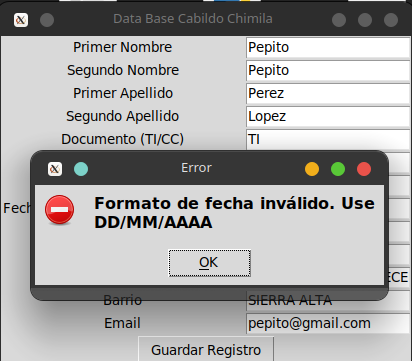 Data Base Cabildo Chimila
Primer Nombre Pepito
Segundo Nombre Pepito
Primer Apellido Perez
Segundo Apellido Lopez
Documento (TI/CC) TI
Error
Formato de fecha inválido. Use
DD/MM/AAAA
OK
Barrio SIERRA ALTA
Email pepito@gmail.com
Guardar Registro